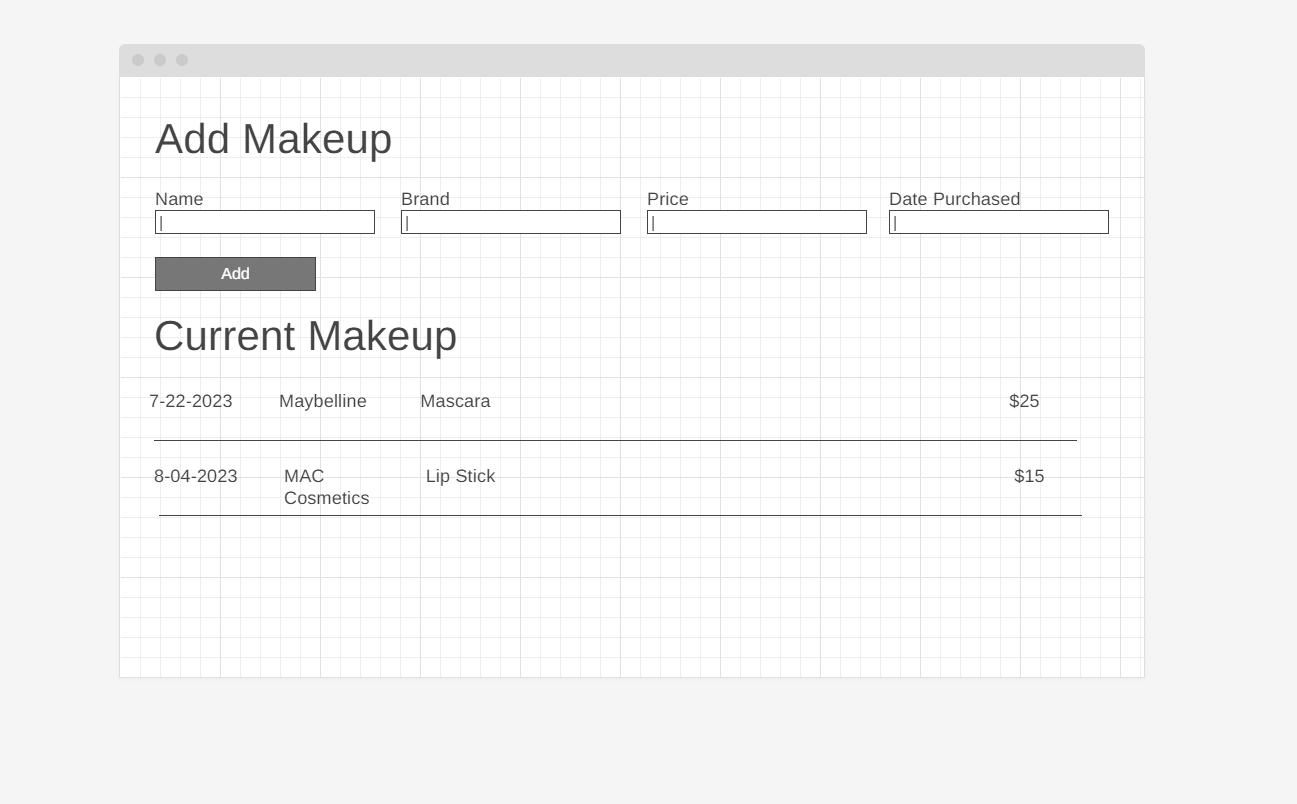 Add Makeup
Name Brand Price Date Purchased
Add
Current Makeup
7-22-2023 Maybelline Mascara $25
8-04-2023 MAC Lip Stick $15
Cosmetics